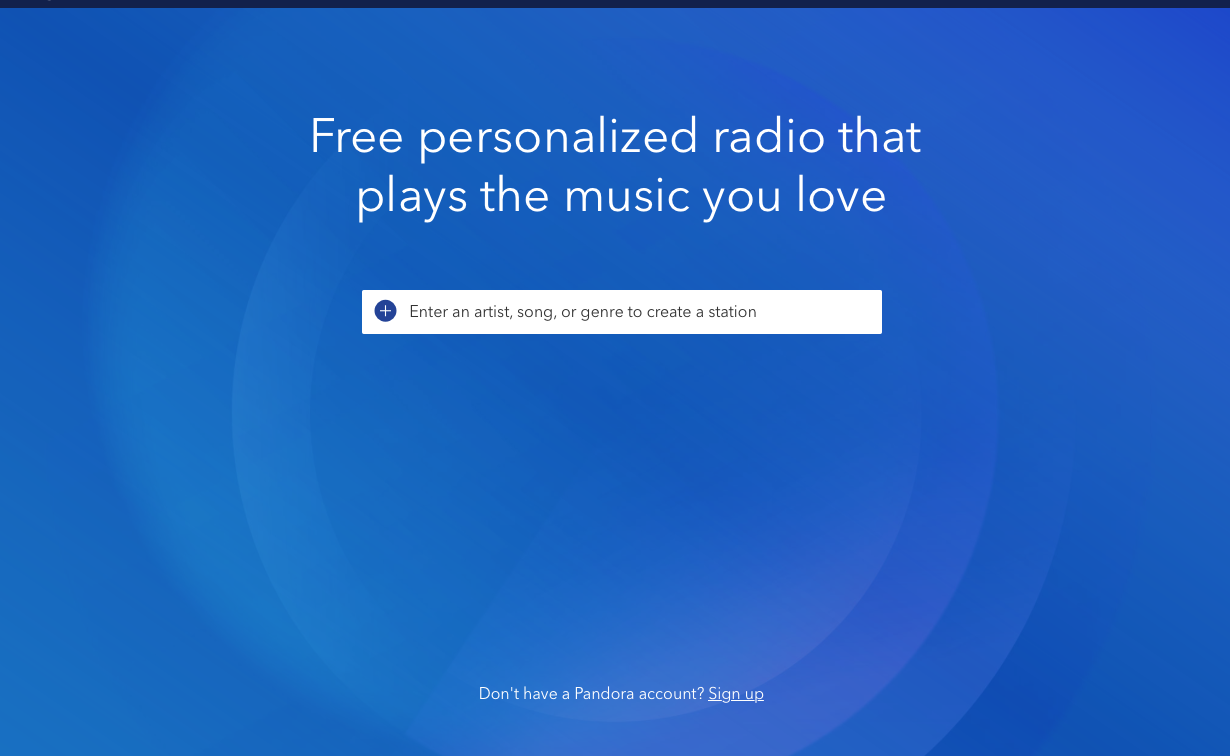 Free personalized radio that
plays the music you love
Enter an artist, song, or genre to create a station
Don't have a Pandora account? Sign up